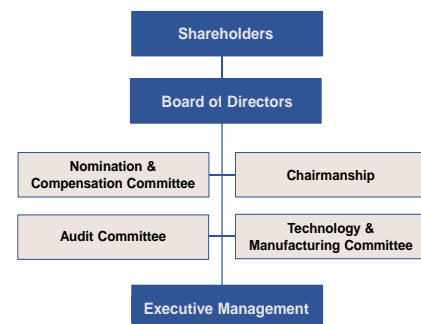 Shareholders
Board of Directors
Nomination &
Compensation Committee
Chairmanship
Audit Committee
Technology &
Manufacturing Committee
Executive Management